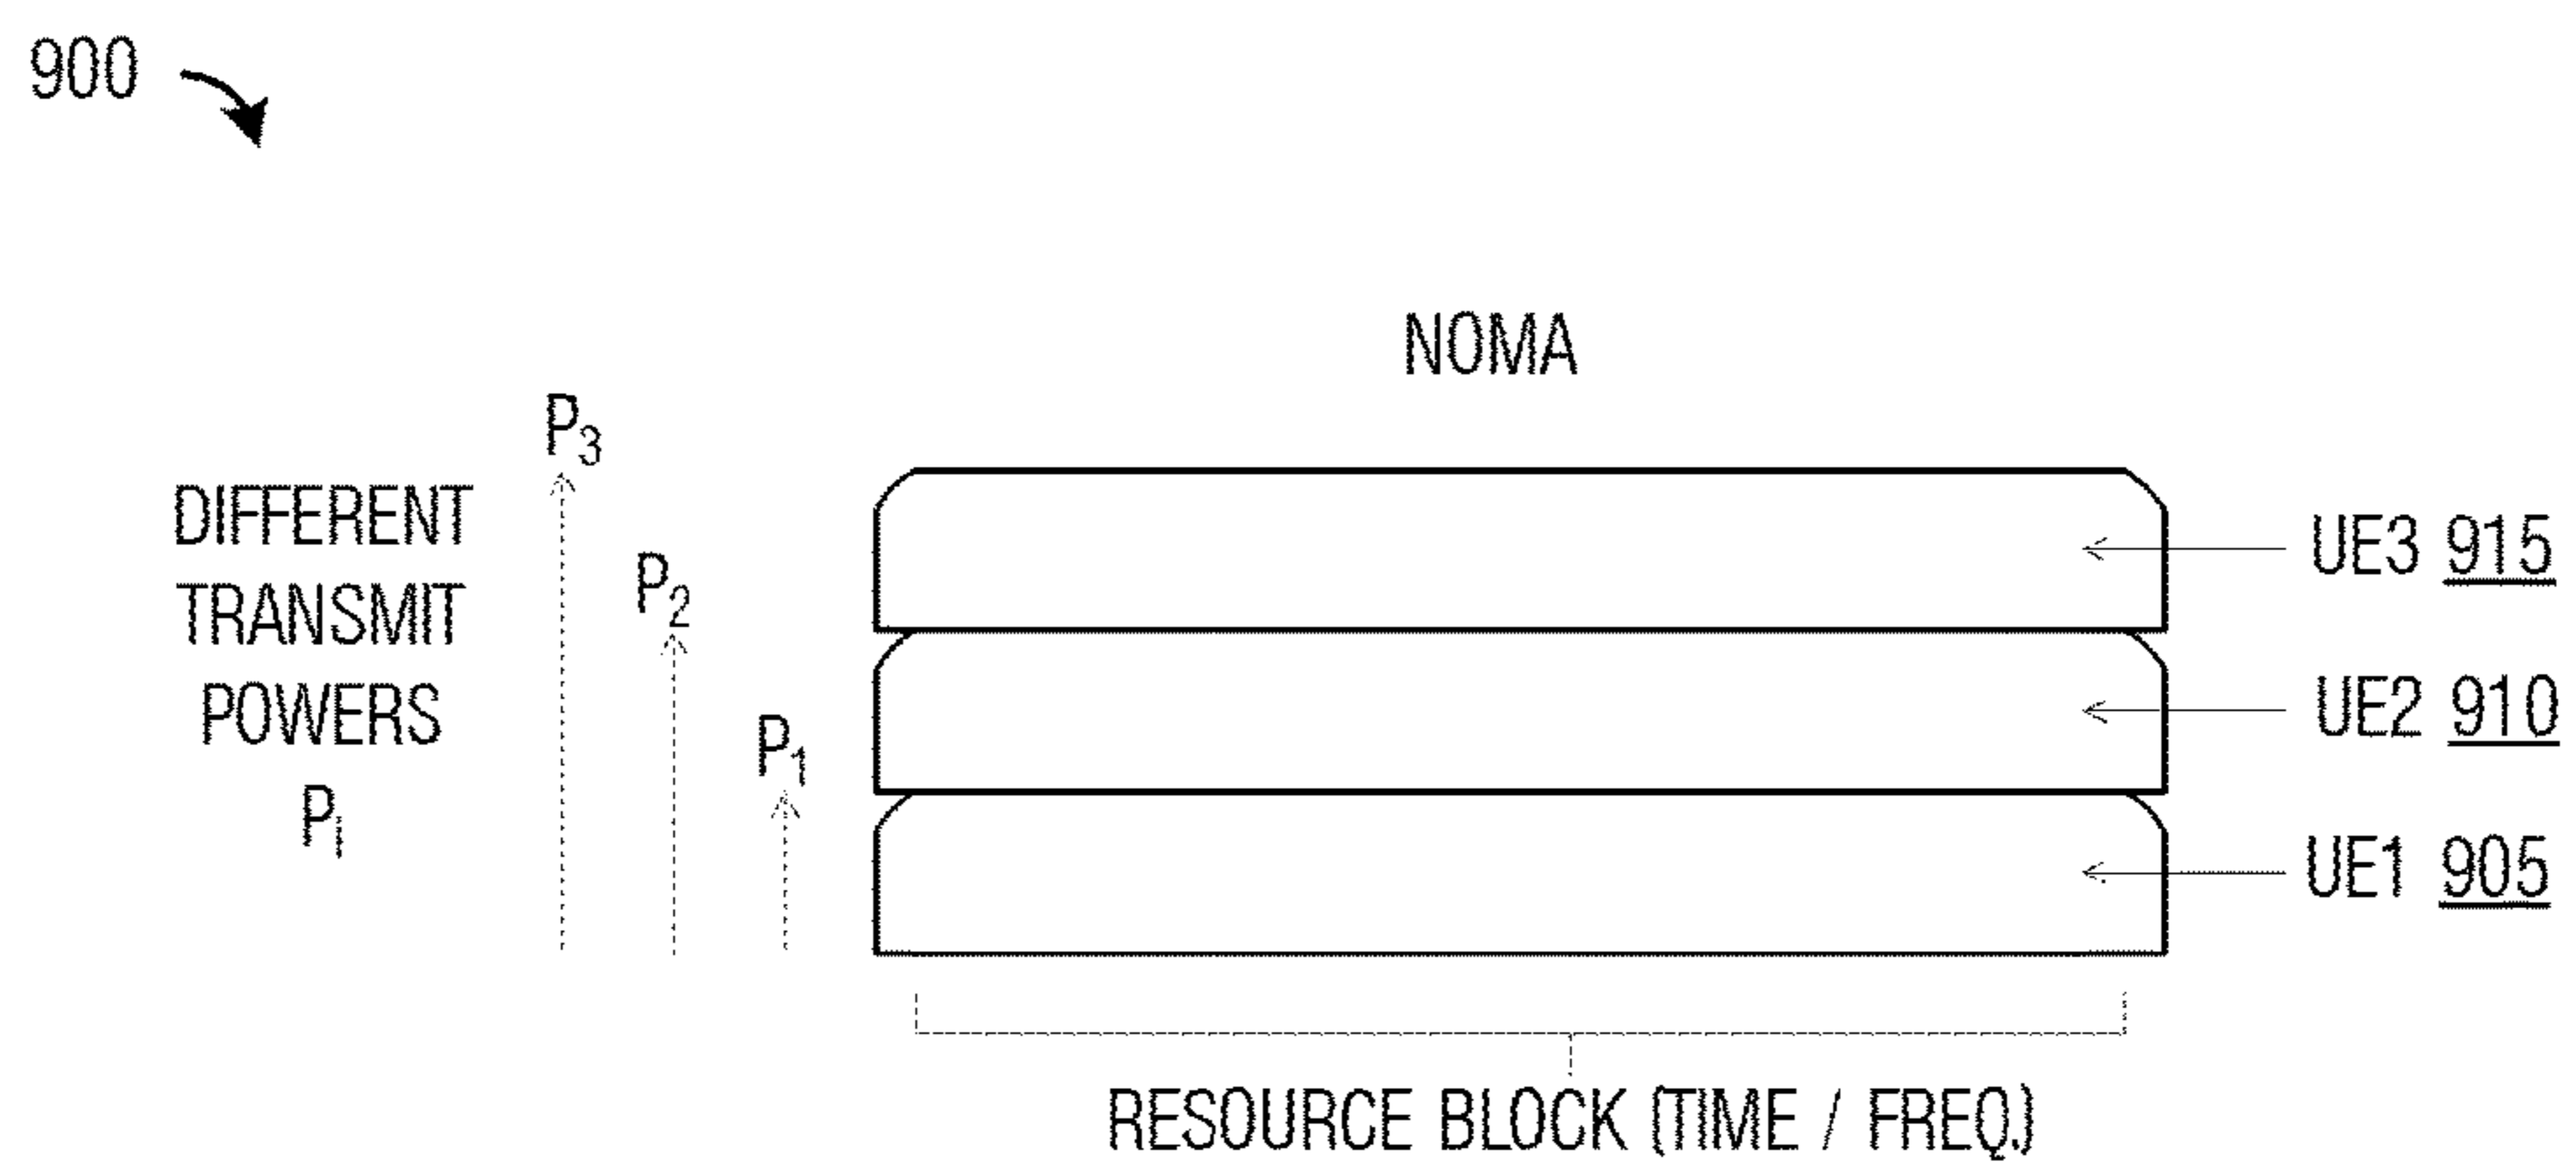 900
NOMA
P3
DIFFERENT
TRANSMIT
POWERS
Pi
P2
P1
UE3 915
UE2 910
UE1 905
RESOURCE BLOCK (TIME / FREQ.)